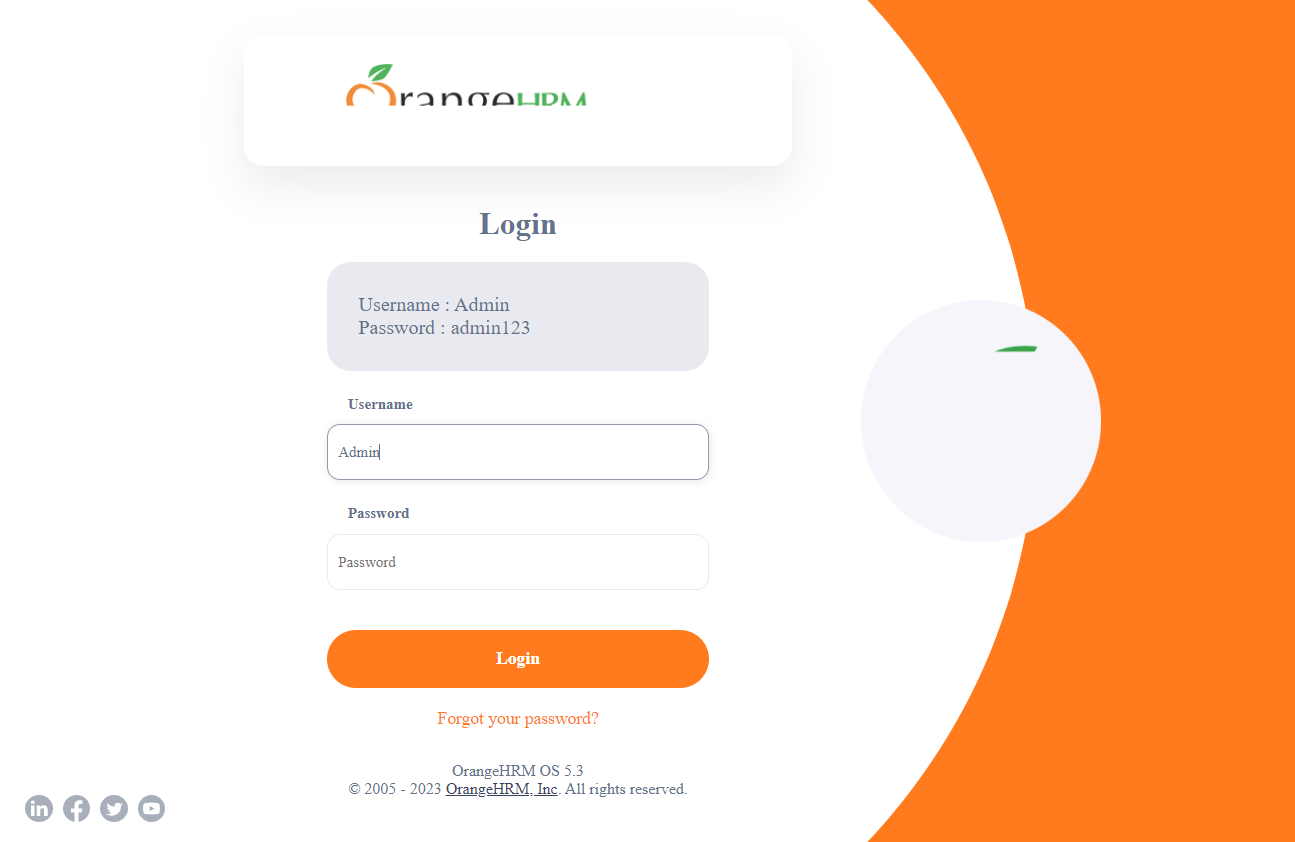 OrangeHRM
Login
Username : Admin
Password : admin123
Username
Admin
Password
Password
Login
Forgot your password?
OrangeHRM OS 5.3
© 2005 - 2023 OrangeHRM, Inc. All rights reserved.
in